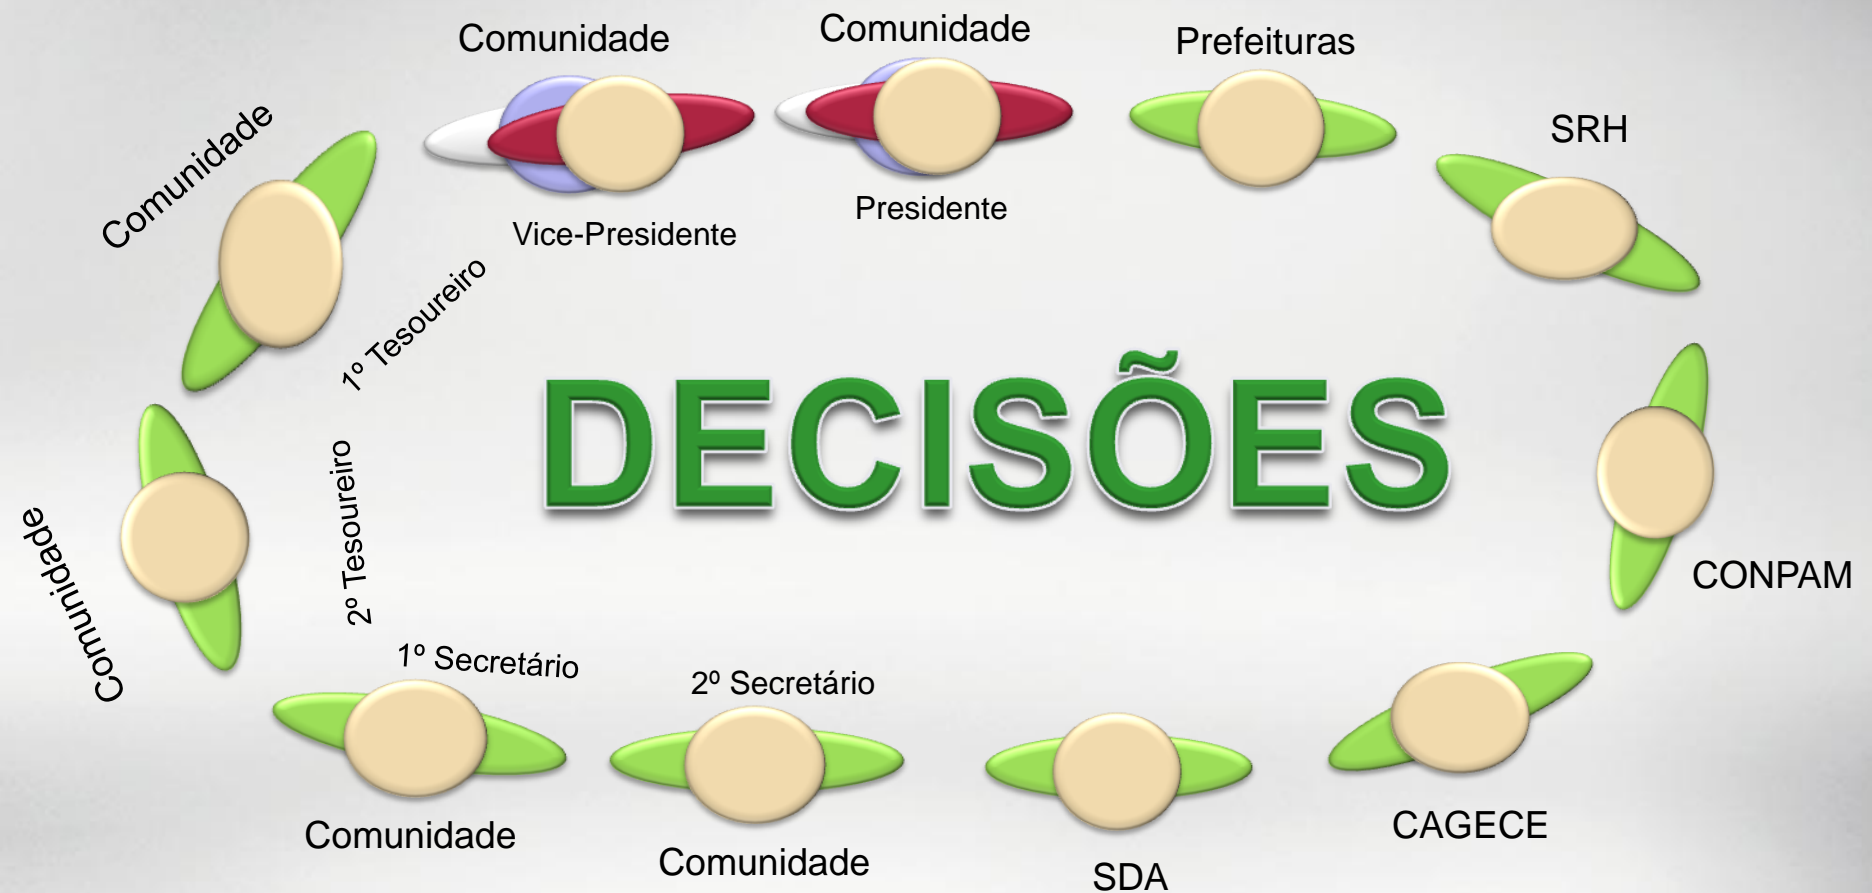 Comunidade
Comunidade
Prefeituras
SRH
Comunidade
Vice-Presidente
Presidente
1º Tesoureiro
DECISÕES
2º Tesoureiro
Comunidade
CONPAM
1º Secretário
2º Secretário
Comunidade
Comunidade
SDA
CAGECE